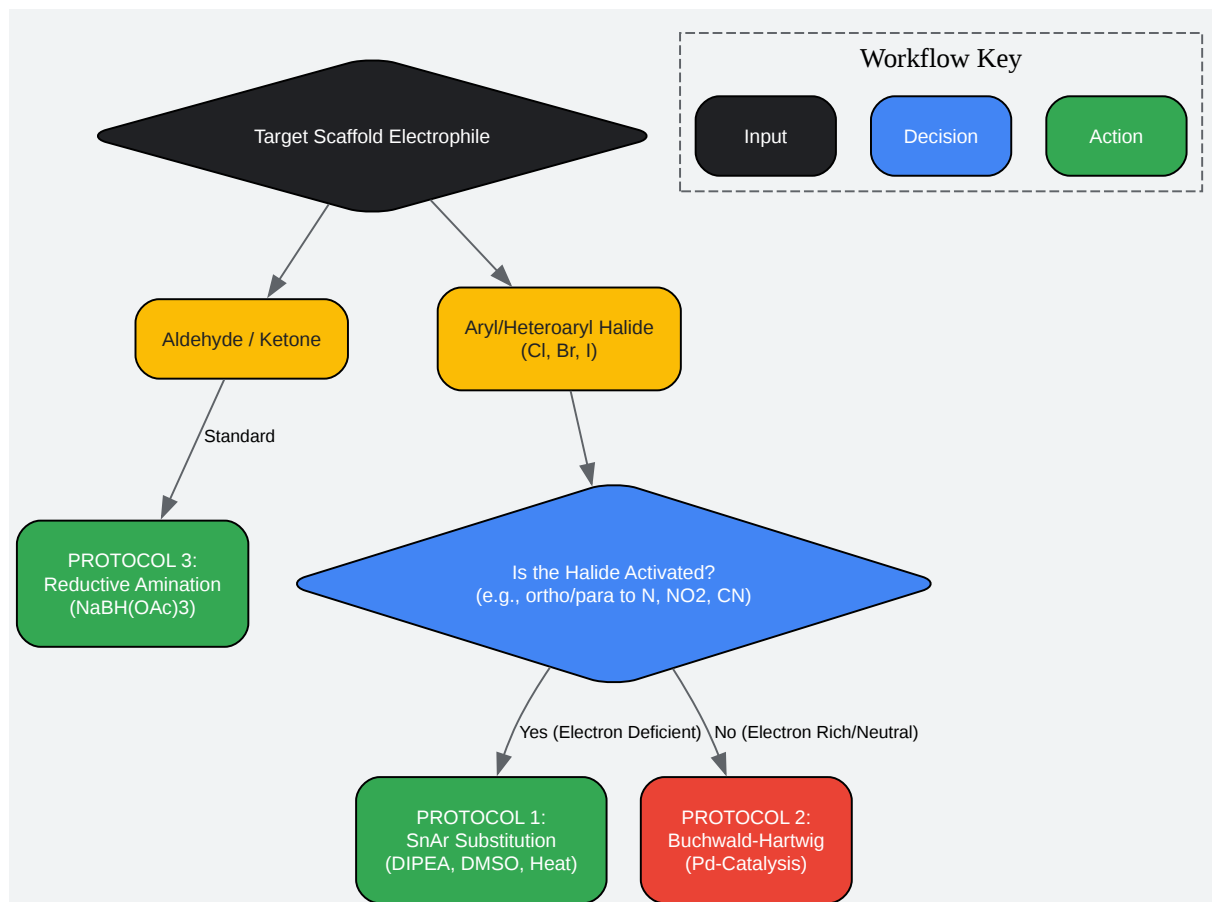 Workflow Key
Input
Decision
Action
Target Scaffold Electrophile
Aldehyde / Ketone
Aryl/Heteroaryl Halide
(Cl, Br, I)
Standard
PROTOCOL 3:
Reductive Amination
(NaBH(OAc)3)
Is the Halide Activated?
(e.g., ortho/para to N, NO2, CN)
Yes (Electron Deficient)
No (Electron Rich/Neutral)
PROTOCOL 1:
SnAr Substitution
(DIPEA, DMSO, Heat)
PROTOCOL 2:
Buchwald-Hartwig
(Pd-Catalysis)